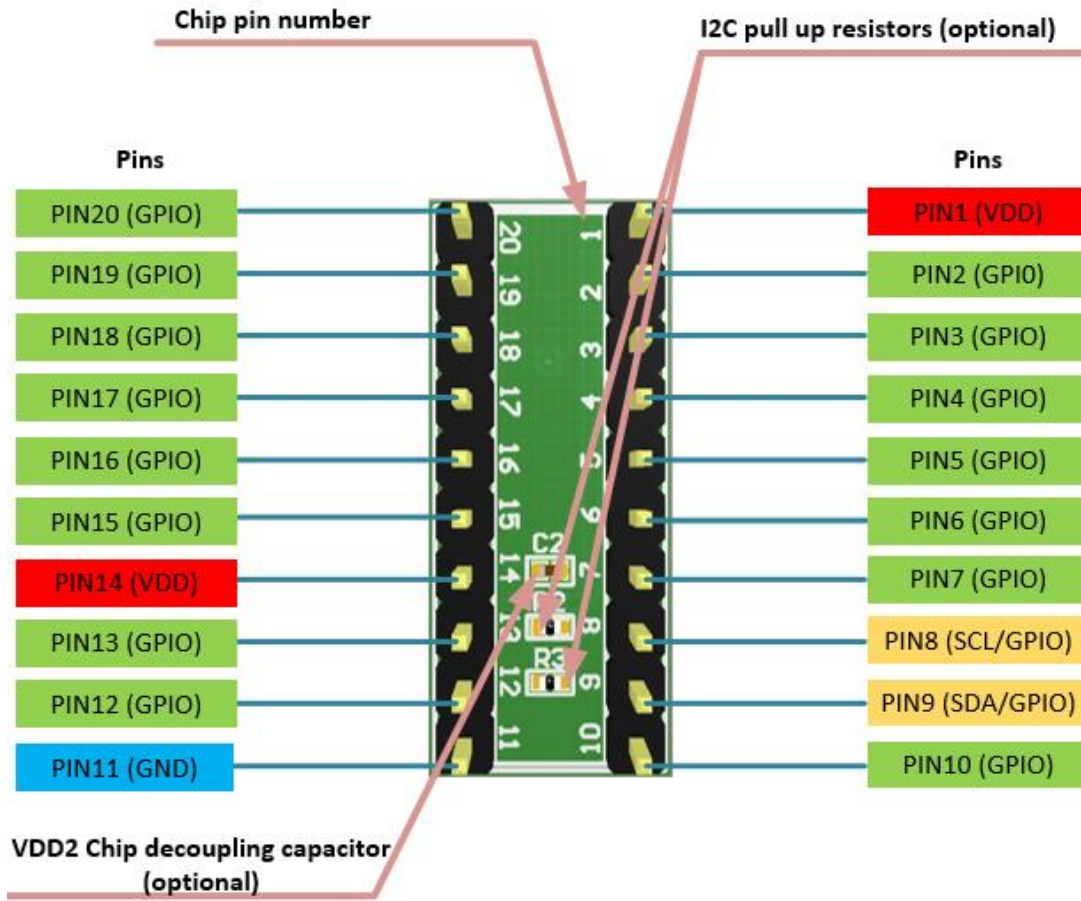 Chip pin number
I2C pull up resistors (optional)
Pins
Pins
PIN20 (GPIO)
PIN1 (VDD)
PIN19 (GPIO)
PIN2 (GPI0)
PIN18 (GPIO)
PIN3 (GPIO)
PIN17 (GPIO)
PIN4 (GPIO)
PIN16 (GPIO)
PIN5 (GPIO)
PIN15 (GPIO)
PIN6 (GPIO)
PIN14 (VDD)
PIN7 (GPIO)
PIN13 (GPIO)
PIN8 (SCL/GPIO)
PIN12 (GPIO)
PIN9 (SDA/GPIO)
PIN11 (GND)
PIN10 (GPIO)
20
1
19
2
18
3
17
4
16
5
15
6
C2
14
7
13
8
R3
12
9
11
10
VDD2 Chip decoupling capacitor
(optional)